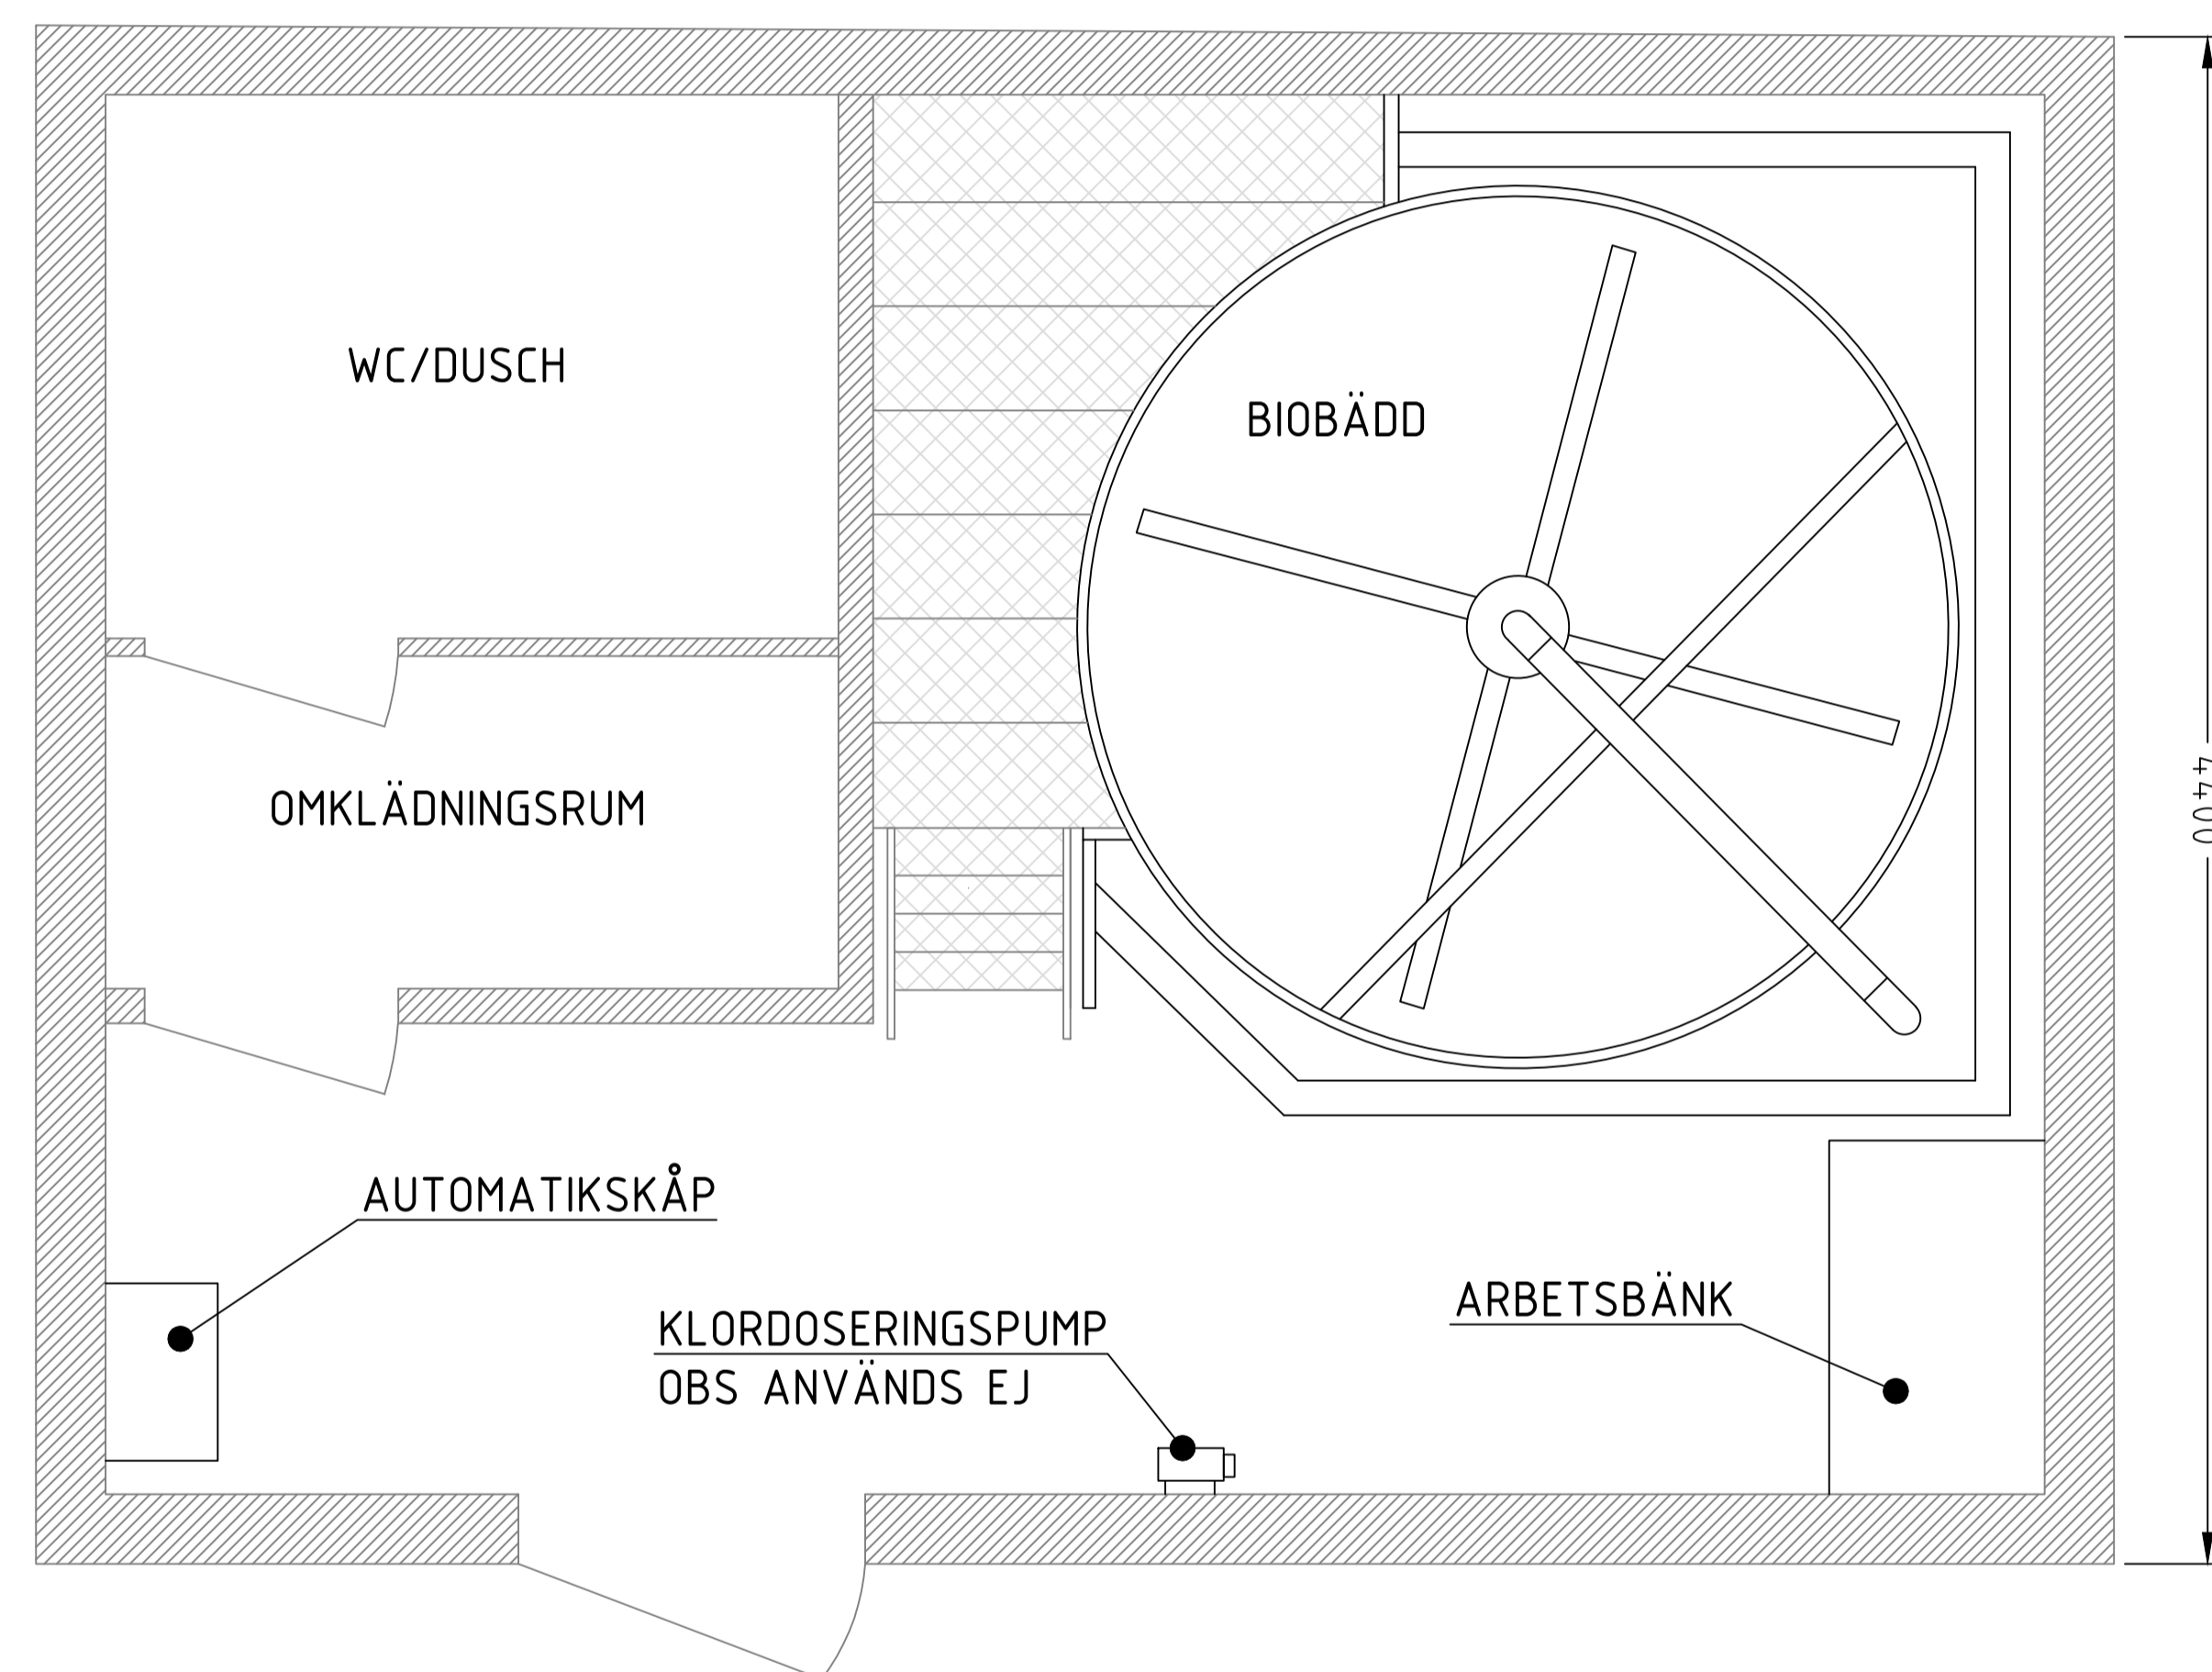 WC/DUSCH
BIOBÄDD
OMKLÄDNINGSRUM
4400
AUTOMATIKSKÅP
KLORDOSERINGSPUMP
OBS ANVÄNDS EJ
ARBETSBÄNK